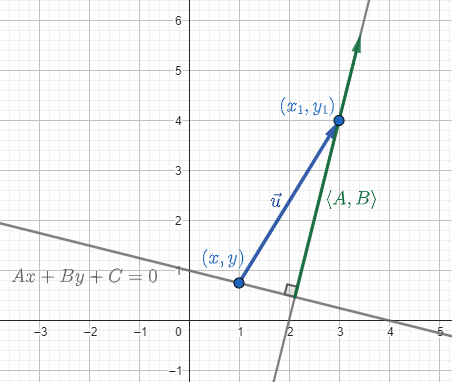 6
5
(x₁, y₁)
4
3
u⃗
⟨A, B⟩
2
(x, y)
Ax + By + C = 0
1
−3 −2 −1 0 1 2 3 4 5
−1